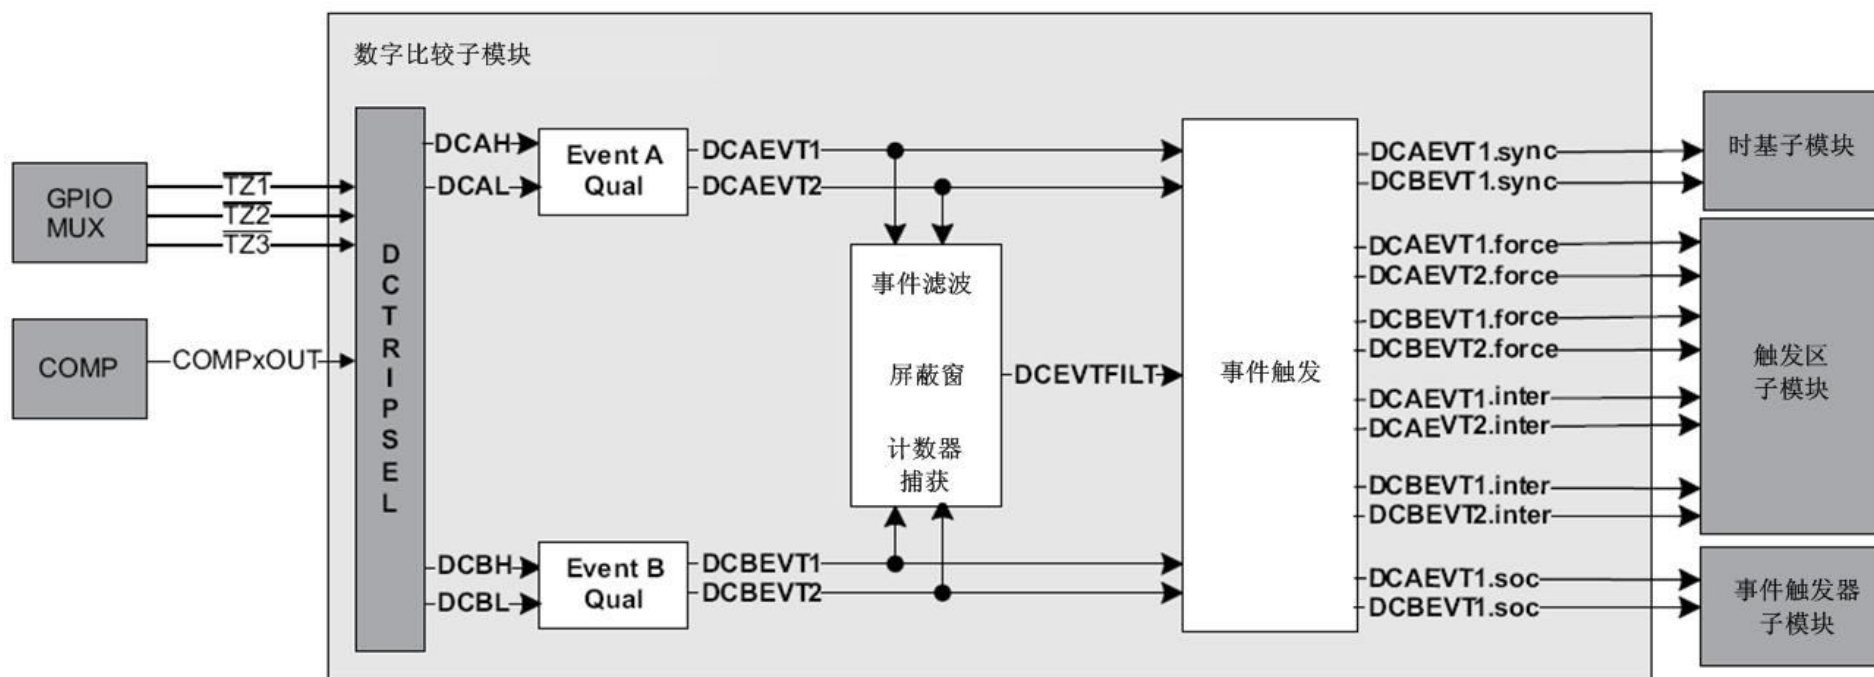 数字比较子模块
GPIO
MUX
TZ1
TZ2
TZ3
COMP
COMPxOUT
DCTRIPSEL
DCAH
DCAL
Event A
Qual
DCAEVT1
DCAEVT2
事件滤波
屏蔽窗
计数器
捕获
DCEVTFILT
DCBH
DCBL
Event B
Qual
DCBEVT1
DCBEVT2
事件触发
DCAEVT1.sync
DCBEVT1.sync
DCAEVT1.force
DCAEVT2.force
DCBEVT1.force
DCBEVT2.force
DCAEVT1.inter
DCAEVT2.inter
DCBEVT1.inter
DCBEVT2.inter
DCAEVT1.soc
DCBEVT1.soc
时基子模块
触发区
子模块
事件触发器
子模块